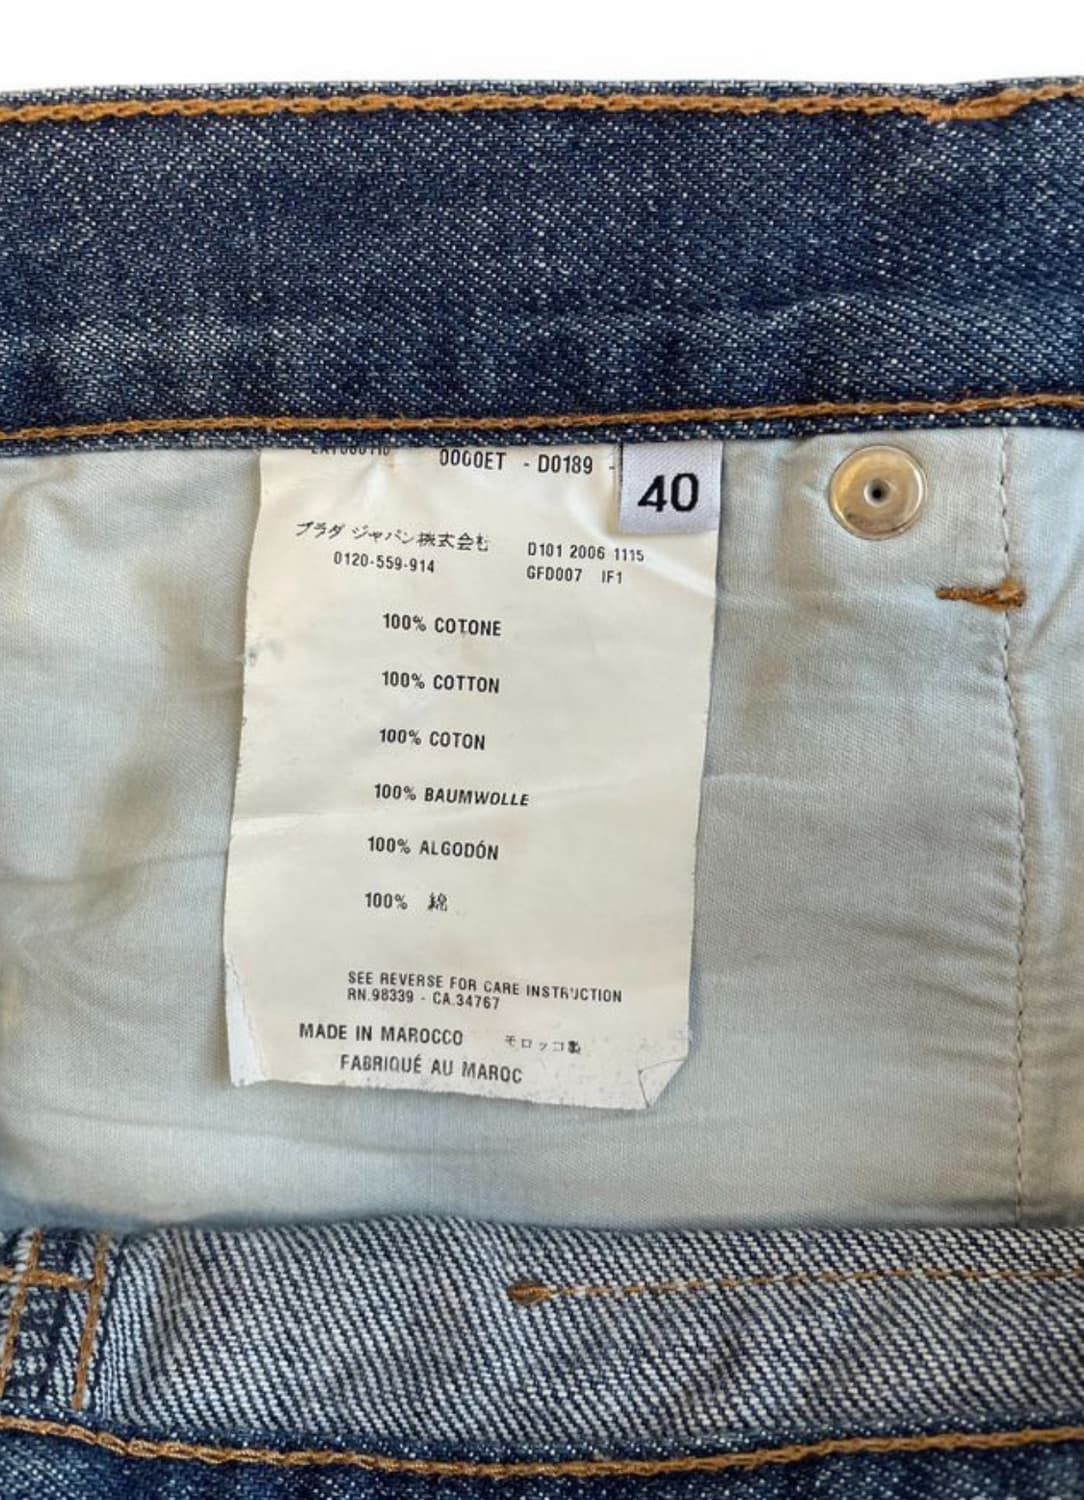 0000ET - D0189 -
40
プラダ ジャパン株式会社
0120-559-914
D101 2006 1115
GFD007 IF1
100% COTONE
100% COTTON
100% COTON
100% BAUMWOLLE
100% ALGODÓN
100% 綿
SEE REVERSE FOR CARE INSTRUCTION
RN.98339 - CA.34767
MADE IN MAROCCO モロッコ製
FABRIQUÉ AU MAROC